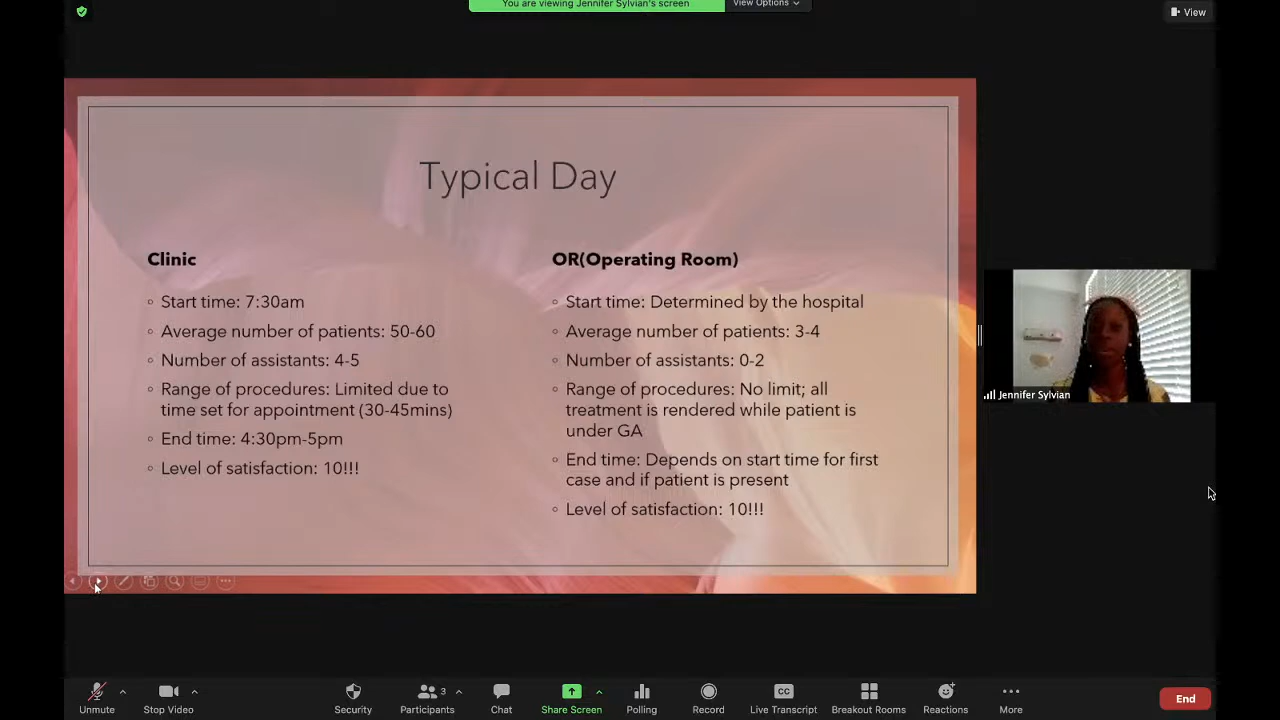 You are viewing Jennifer Sylvian's screen
View Options
View
Typical Day
Clinic
Start time: 7:30am
Average number of patients: 50-60
Number of assistants: 4-5
Range of procedures: Limited due to
time set for appointment (30-45mins)
End time: 4:30pm-5pm
Level of satisfaction: 10!!!
OR(Operating Room)
Start time: Determined by the hospital
Average number of patients: 3-4
Number of assistants: 0-2
Range of procedures: No limit; all
treatment is rendered while patient is
under GA
End time: Depends on start time for first
case and if patient is present
Level of satisfaction: 10!!!
Jennifer Sylvian
Unmute
Stop Video
Security
Participants
3
Chat
Share Screen
Polling
Record
CC
Live Transcript
Breakout Rooms
Reactions
More
End